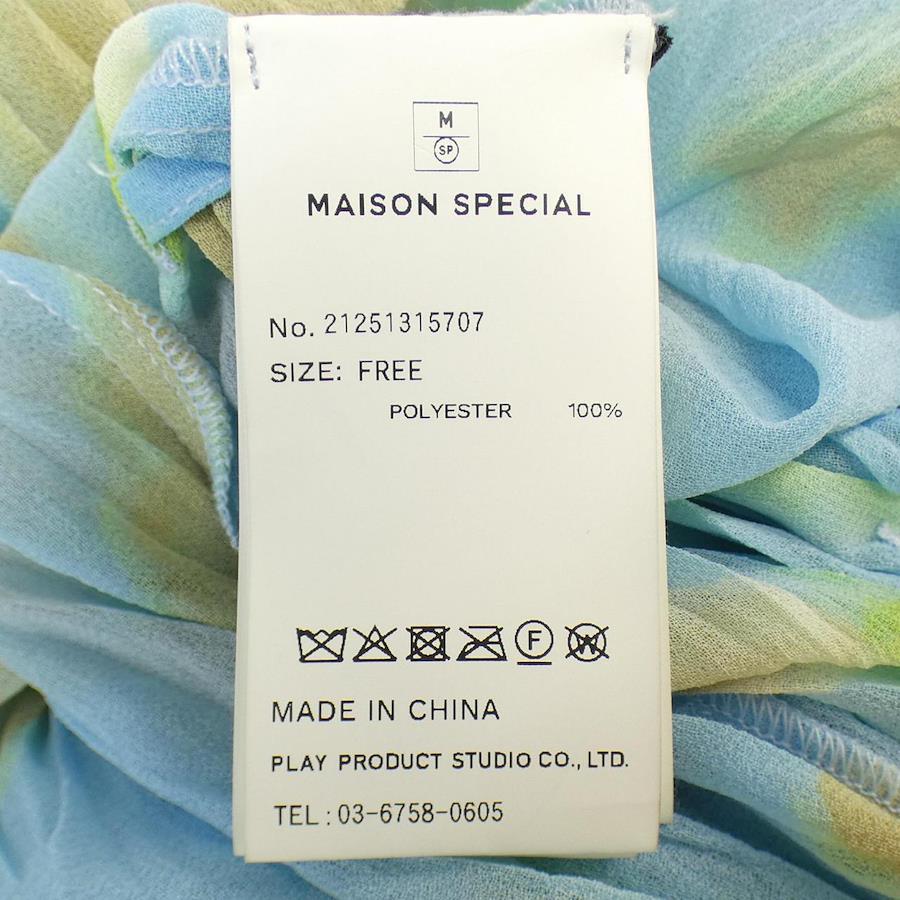 M
SP
MAISON SPECIAL
No. 21251315707
SIZE: FREE
POLYESTER 100%
F
W
MADE IN CHINA
PLAY PRODUCT STUDIO CO., LTD.
TEL : 03-6758-0605